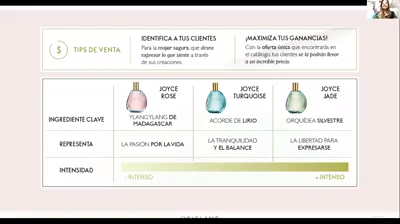 TIPS DE VENTA
IDENTIFICA A TUS CLIENTES
Para la mujer segura, que desea
expresar lo que siente a través
de sus creaciones.
¡MAXIMIZA TUS GANANCIAS!
Con la oferta única que encontrarás en
el catálogo, tus clientes se la podrán llevar
a un increíble precio.
JOYCE
ROSE
JOYCE
TURQUOISE
JOYCE
JADE
INGREDIENTE CLAVE
YLANG YLANG DE
MADAGASCAR
ACORDE DE LIRIO
ORQUÍDEA SILVESTRE
REPRESENTA
LA PASIÓN POR LA VIDA
LA TRANQUILIDAD
Y EL BALANCE
LA LIBERTAD PARA
EXPRESARSE
INTENSIDAD
- INTENSO
+ INTENSO